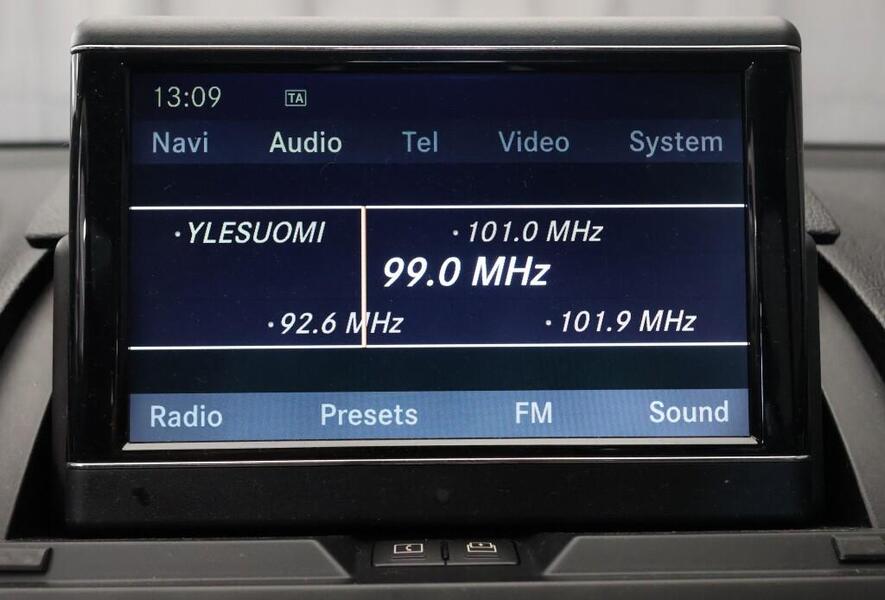 13:09 TA
Navi Audio Tel Video System
·YLESUOMI ·101.0 MHz
99.0 MHz
·92.6 MHz ·101.9 MHz
Radio Presets FM Sound